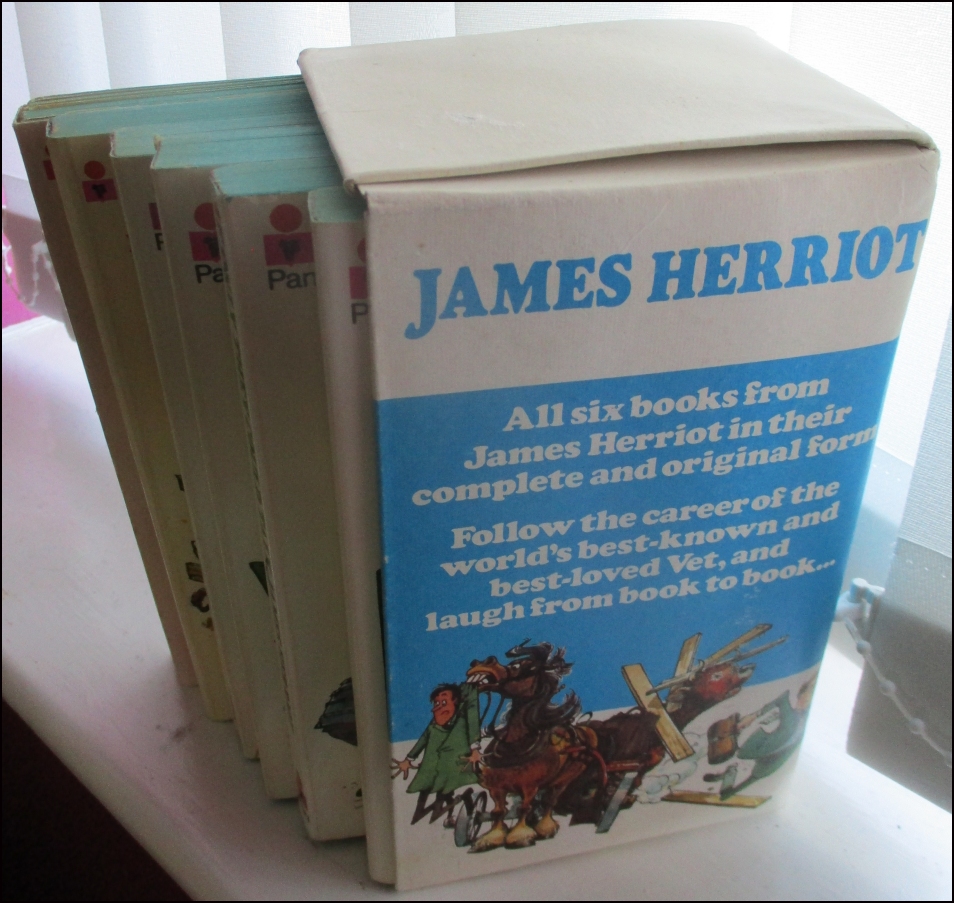 Pa
Pan
P
JAMES HERRIOT
All six books from
James Herriot in their
complete and original form
Follow the career of the
world's best-known and
best-loved Vet, and
laugh from book to book...